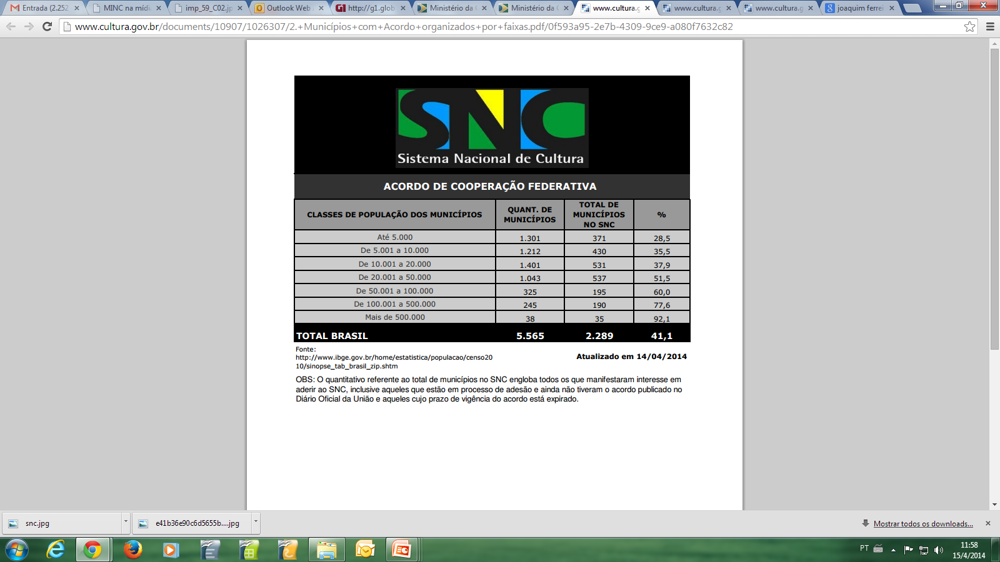 Entrada (2.252
MINC na mídi
imp_59_C02.jp
Outlook Web
http://g1.glob
Ministério da C
Ministério da C
www.cultura.g
www.cultura.g
www.cultura.g
joaquim ferrei
www.cultura.gov.br/documents/10907/1026307/2.+Municípios+com+Acordo+organizados+por+faixas.pdf/0f593a95-2e7b-4309-9ce9-a080f7632c82
SNC
Sistema Nacional de Cultura
ACORDO DE COOPERAÇÃO FEDERATIVA
CLASSES DE POPULAÇÃO DOS MUNICÍPIOS
QUANT. DE
MUNICÍPIOS
TOTAL DE
MUNICÍPIOS
NO SNC
%
Até 5.000 1.301 371 28,5
De 5.001 a 10.000 1.212 430 35,5
De 10.001 a 20.000 1.401 531 37,9
De 20.001 a 50.000 1.043 537 51,5
De 50.001 a 100.000 325 195 60,0
De 100.001 a 500.000 245 190 77,6
Mais de 500.000 38 35 92,1
TOTAL BRASIL 5.565 2.289 41,1
Fonte:
http://www.ibge.gov.br/home/estatistica/populacao/censo20
10/sinopse_tab_brasil_zip.shtm
Atualizado em 14/04/2014
OBS: O quantitativo referente ao total de municípios no SNC engloba todos os que manifestaram interesse em
aderir ao SNC, inclusive aqueles que estão em processo de adesão e ainda não tiveram o acordo publicado no
Diário Oficial da União e aqueles cujo prazo de vigência do acordo está expirado.
snc.jpg
e41b36e90c6d5655b....jpg
Mostrar todos os downloads...
PT
11:58
15/4/2014